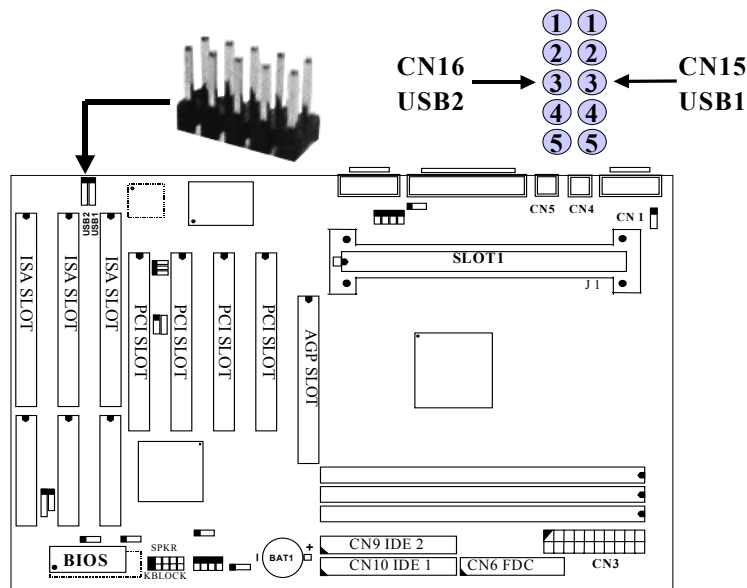 1 1
2 2
CN16 3 3 CN15
USB2 4 4 USB1
5 5
USB2
USB1
CN5 CN4 CN 1
SLOT1
J 1
ISA SLOT ISA SLOT ISA SLOT
PCI SLOT PCI SLOT PCI SLOT PCI SLOT
AGP SLOT
SPKR
KBLOCK
BIOS
BAT1
+
CN9 IDE 2
CN10 IDE 1 CN6 FDC
CN3